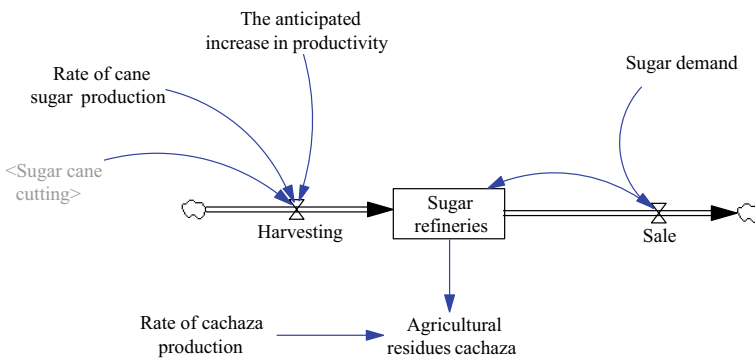 The anticipated
increase in productivity
Rate of cane
sugar production
Sugar demand
<Sugar cane
cutting>
Sugar
refineries
Harvesting
Sale
Rate of cachaza
production
Agricultural
residues cachaza